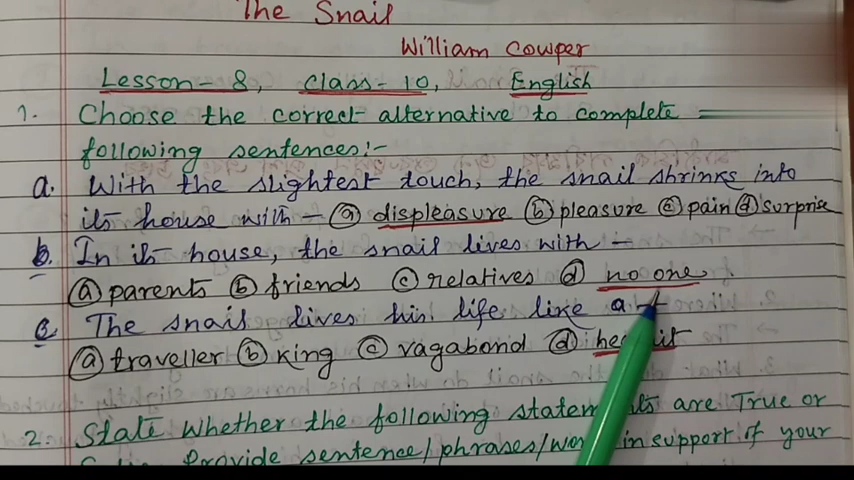 The Snail
William Cowper
Lesson - 8, Class - 10, English
1. Choose the correct alternative to complete
following sentences:-
a. With the slightest touch, the snail shrinks into
its house with - (a) displeasure (b) pleasure (c) pain (d) surprise
b. In its house, the snail lives with -
(a) parents (b) friends (c) relatives (d) no one
c. The snail lives his life like a -
(a) traveller (b) king (c) vagabond (d)
2. State whether the following are True or
Provide sentence/phrases/ in support of your